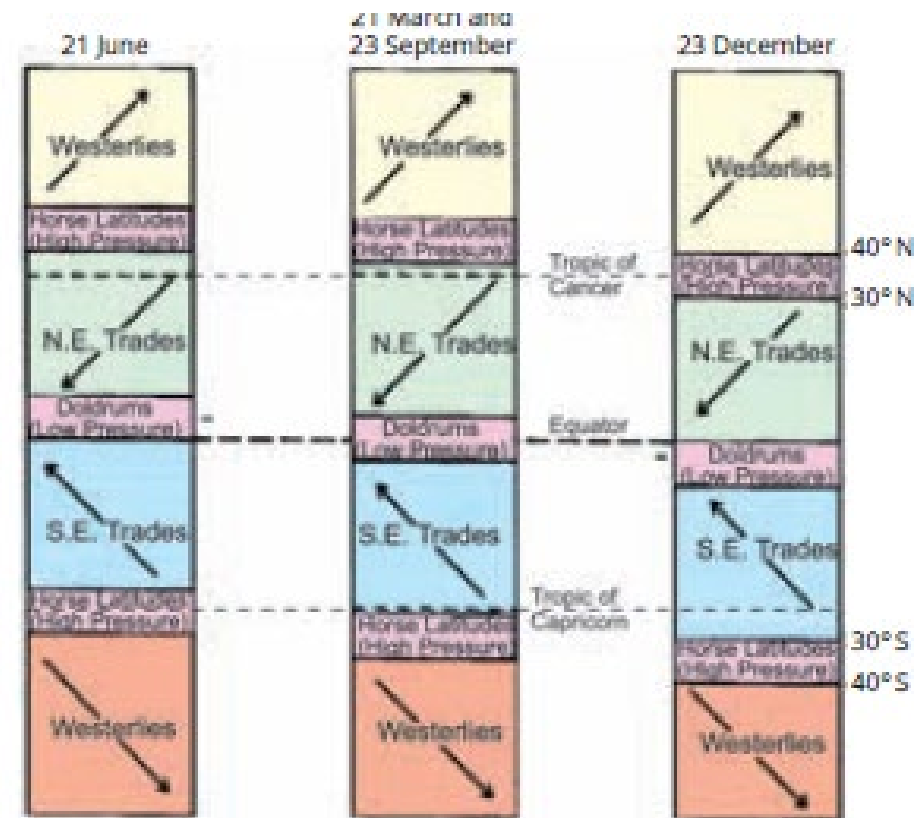 21 March and
21 June
23 September
23 December
Westerlies
Westerlies
Westerlies
Horse Latitudes
(High Pressure)
Horse Latitudes
(High Pressure)
Horse Latitudes
(High Pressure)
40° N
30° N
Tropic of
Cancer
N.E. Trades
N.E. Trades
N.E. Trades
Doldrums
(Low Pressure)
Doldrums
(Low Pressure)
Doldrums
(Low Pressure)
Equator
S.E. Trades
S.E. Trades
S.E. Trades
Horse Latitudes
(High Pressure)
Horse Latitudes
(High Pressure)
Horse Latitudes
(High Pressure)
Tropic of
Capricorn
30° S
40° S
Westerlies
Westerlies
Westerlies